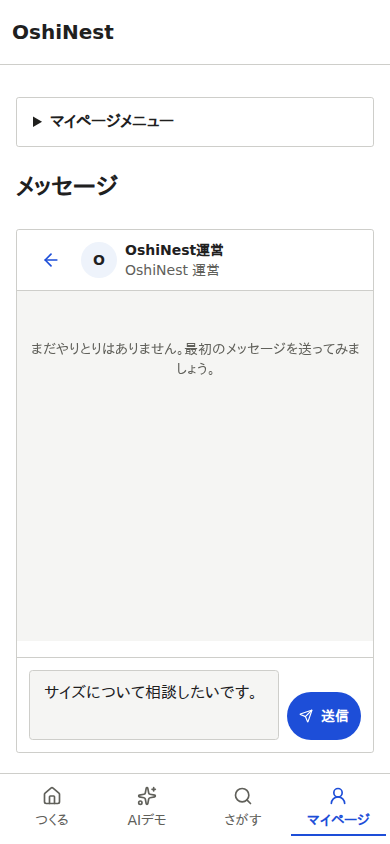 OshiNest
▶ マイページメニュー
メッセージ
O
OshiNest運営
OshiNest 運営
まだやりとりはありません。最初のメッセージを送ってみま
しょう。
サイズについて相談したいです。
送信
つくる
AIデモ
さがす
マイページ